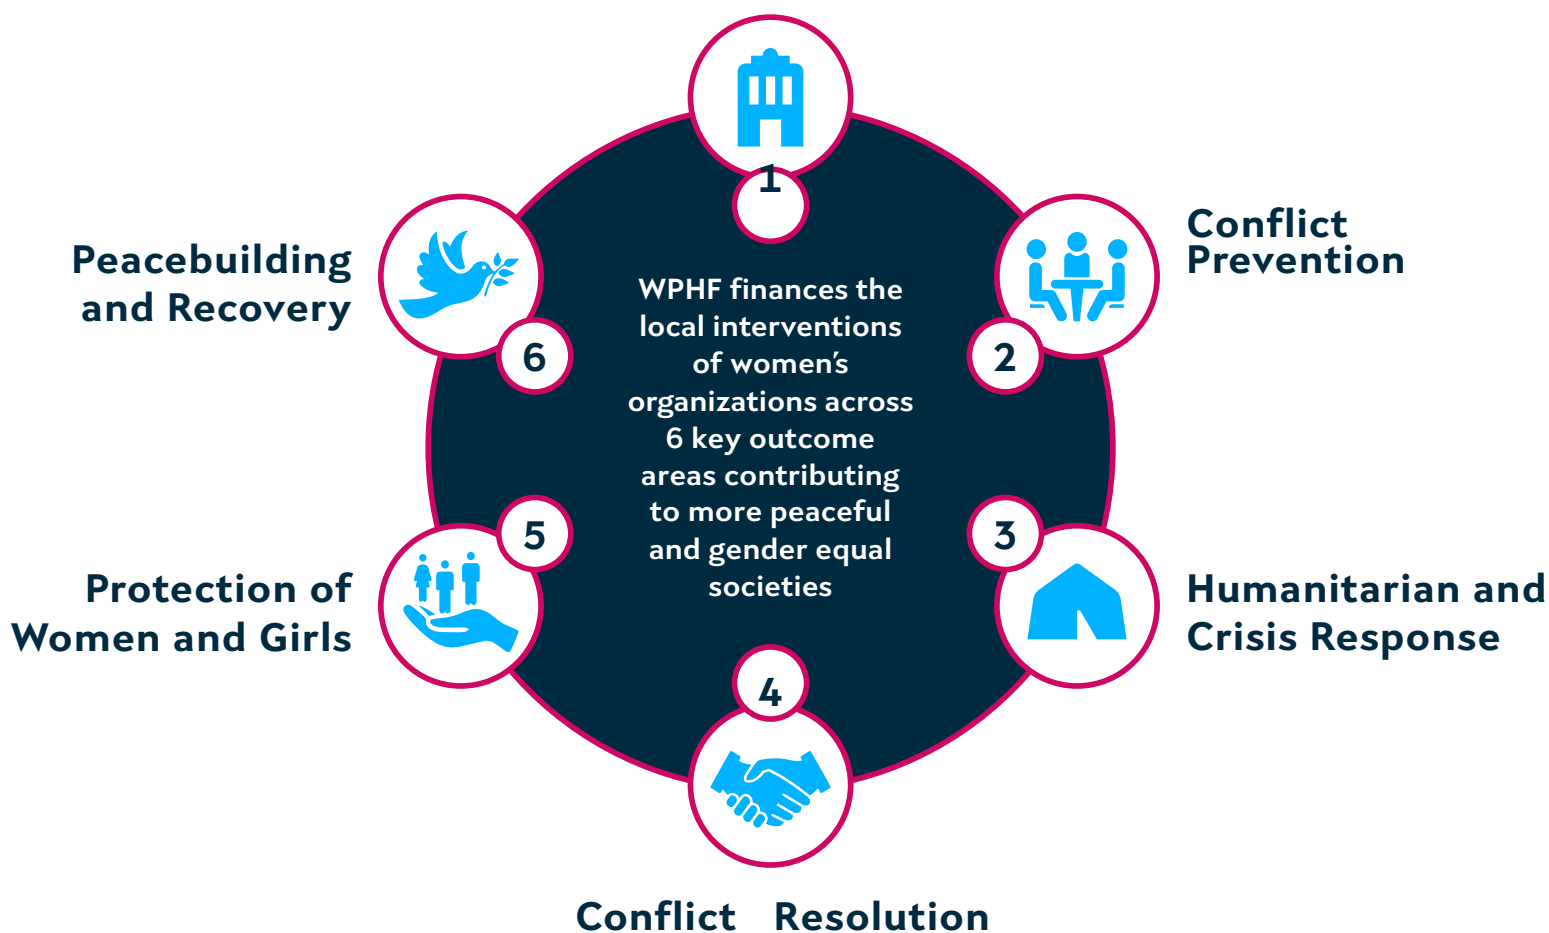 1
Conflict
Prevention
2
Humanitarian and
Crisis Response
3
Conflict Resolution
4
Protection of
Women and Girls
5
Peacebuilding
and Recovery
6
WPHF finances the
local interventions
of women's
organizations across
6 key outcome
areas contributing
to more peaceful
and gender equal
societies